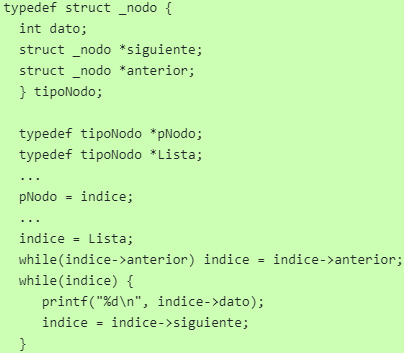 typedef struct _nodo {
  int dato;
  struct _nodo *siguiente;
  struct _nodo *anterior;
  } tipoNodo;

  typedef tipoNodo *pNodo;
  typedef tipoNodo *Lista;
  ...
  pNodo = indice;
  ...
  indice = Lista;
  while(indice->anterior) indice = indice->anterior;
  while(indice) {
     printf("%d\n", indice->dato);
     indice = indice->siguiente;
  }